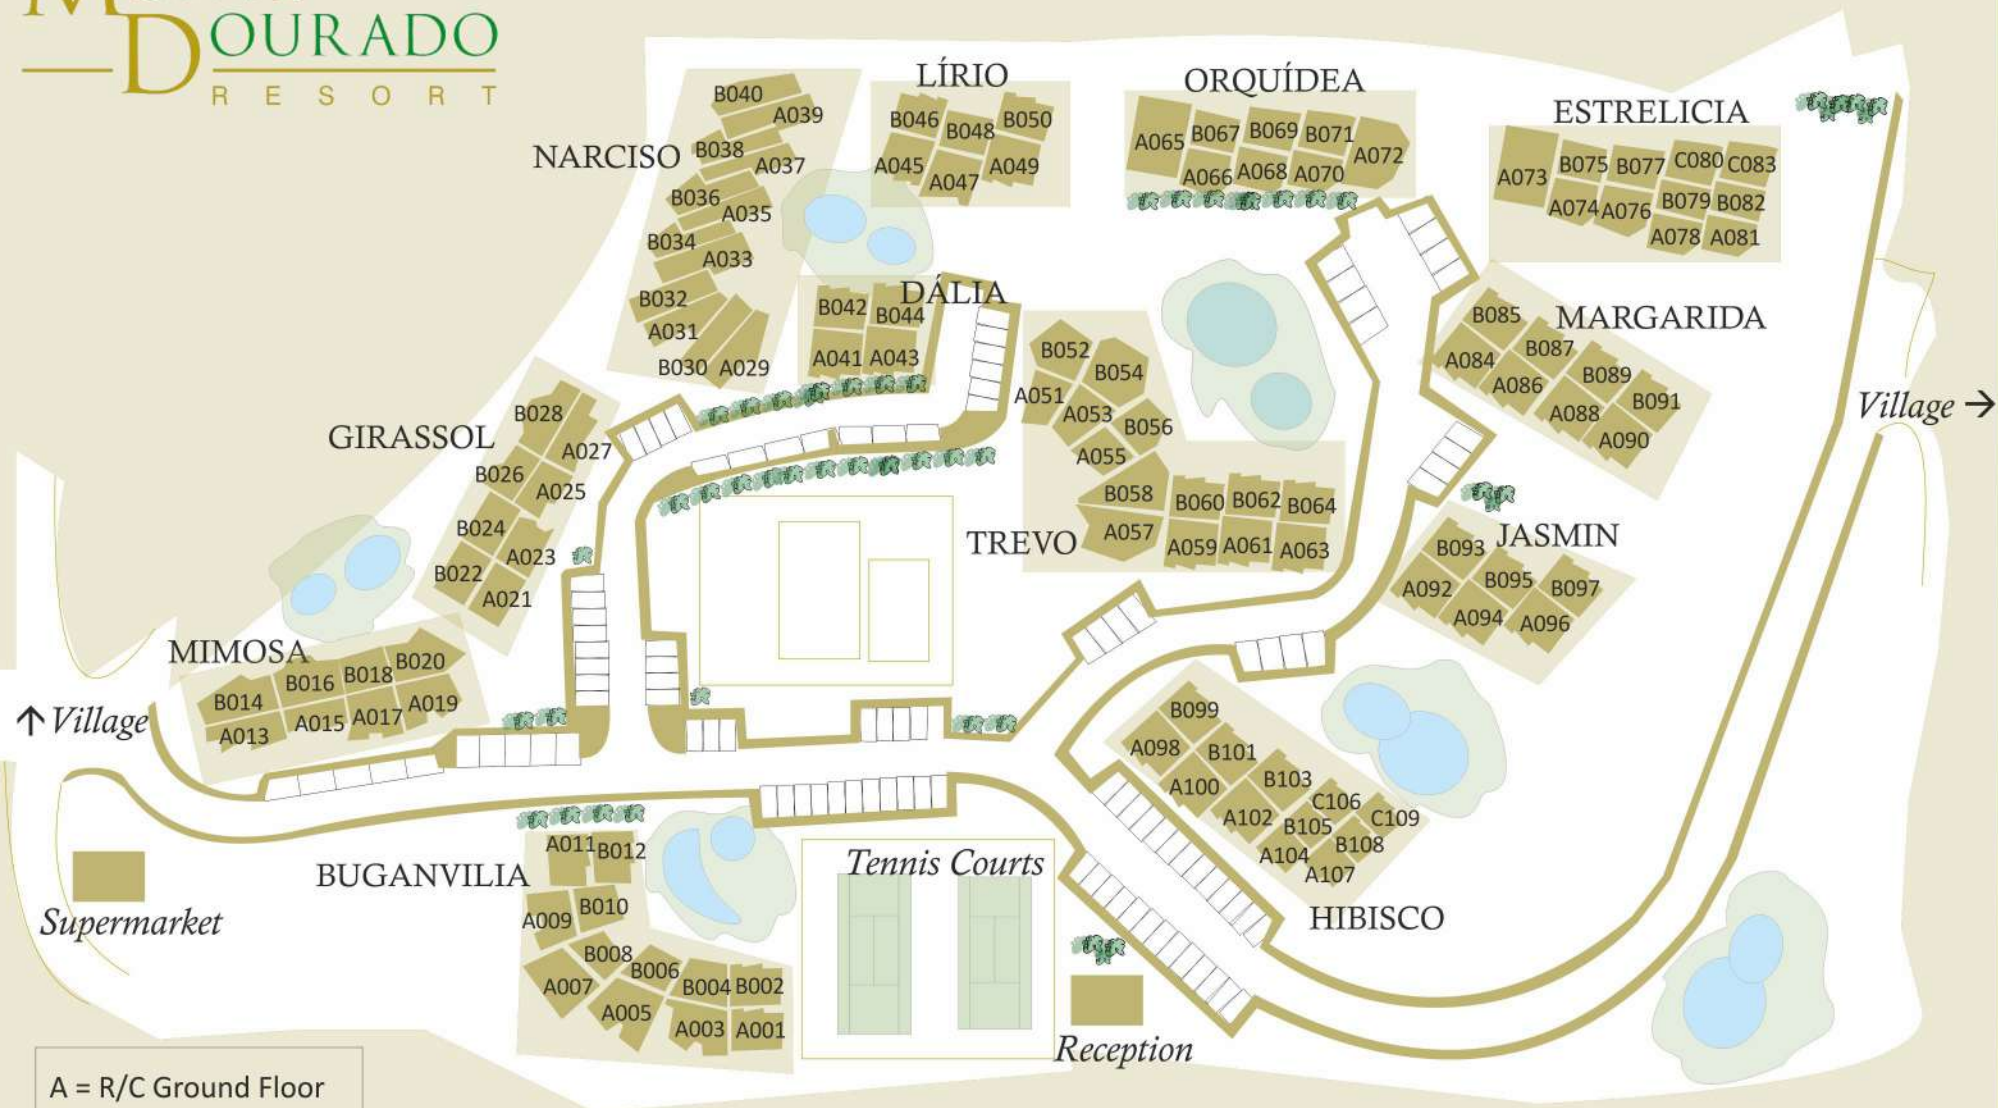 DOURADO
RESORT
LÍRIO
ORQUÍDEA
ESTRELICIA
NARCISO
B040
A039
B038
A037
B036
A035
B034
A033
B032
A031
B030 A029
B046 B048 B050
A045 A047 A049
A065 B067 B069 B071 A072
A066 A068 A070
A073 B075 B077 C080 C083
A074 A076 B079 B082
A078 A081
DÁLIA
B042 B044
A041 A043
MARGARIDA
B085
A084 B087
A086 B089
A088 B091
A090
Village →
B052
B054
A051
A053 B056
A055
B058 B060 B062 B064
A057 A059 A061 A063
TREVO
GIRASSOL
B028
A027
B026
A025
B024
A023
B022
A021
JASMIN
B093
A092 B095 B097
A094 A096
MIMOSA
B014 B016 B018 B020
A013 A015 A017 A019
↑ Village
B099
A098 B101
A100 B103
A102 C106
B105 C109
A104 B108
A107
HIBISCO
BUGANVILIA
A011 B012
A009 B010
B008
A007 B006 B004 B002
A005 A003 A001
Tennis Courts
Supermarket
Reception
A = R/C Ground Floor